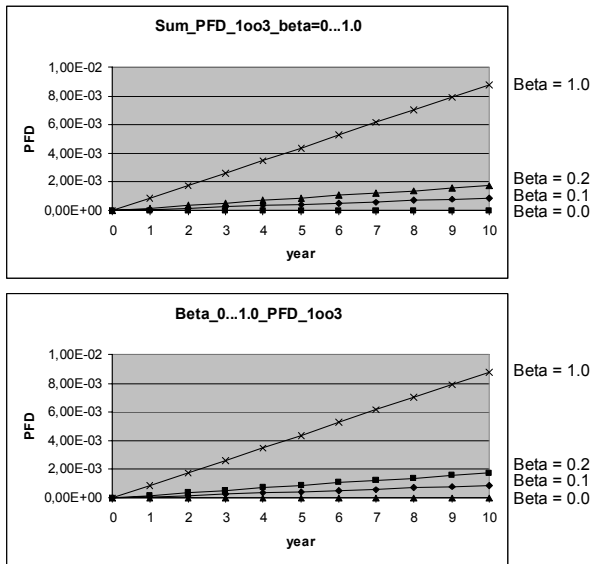 Sum_PFD_1oo3_beta=0...1.0
1,00E-02
8,00E-03
6,00E-03
4,00E-03
2,00E-03
0,00E+00
PFD
0 1 2 3 4 5 6 7 8 9 10
year
Beta = 1.0
Beta = 0.2
Beta = 0.1
Beta = 0.0
Beta_0...1.0_PFD_1oo3
1,00E-02
8,00E-03
6,00E-03
4,00E-03
2,00E-03
0,00E+00
PFD
0 1 2 3 4 5 6 7 8 9 10
year
Beta = 1.0
Beta = 0.2
Beta = 0.1
Beta = 0.0